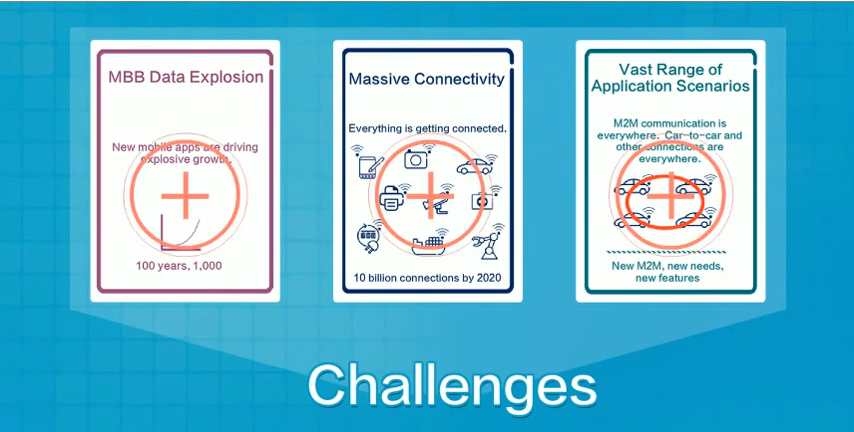 MBB Data Explosion
New mobile apps are driving
explosive growth.
100 years, 1,000
Massive Connectivity
Everything is getting connected.
10 billion connections by 2020
Vast Range of
Application Scenarios
M2M communication is
everywhere. Car-to-car and
other connections are
everywhere.
New M2M, new needs,
new features
Challenges